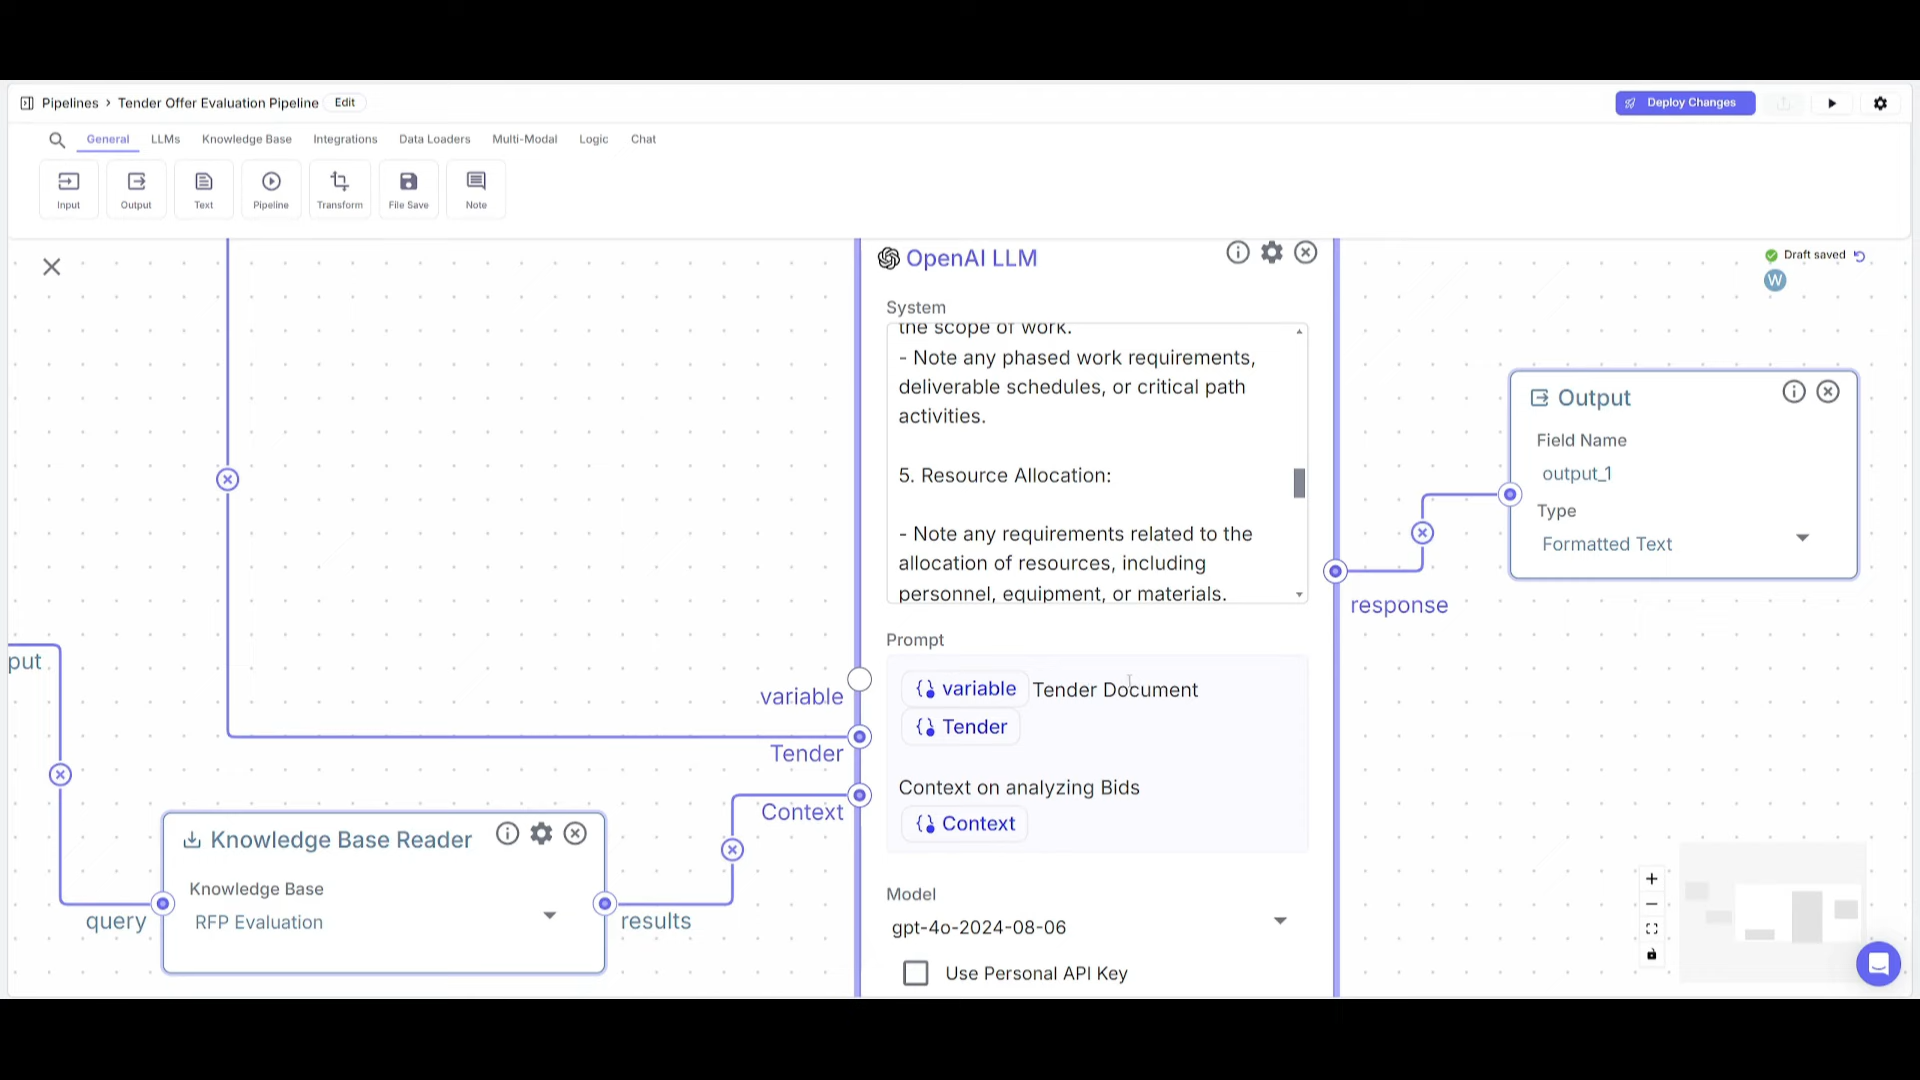 Pipelines › Tender Offer Evaluation Pipeline Edit
Deploy Changes
General LLMs Knowledge Base Integrations Data Loaders Multi-Modal Logic Chat
Input Output Text Pipeline Transform File Save Note
Draft saved
W
OpenAI LLM
System
the scope of work.
- Note any phased work requirements,
deliverable schedules, or critical path
activities.
5. Resource Allocation:
- Note any requirements related to the
allocation of resources, including
personnel, equipment, or materials.
Prompt
variable Tender Document
Tender
Context on analyzing Bids
Context
Model
gpt-4o-2024-08-06
Use Personal API Key
variable
Tender
Context
response
Output
Field Name
output_1
Type
Formatted Text
put
query
Knowledge Base Reader
Knowledge Base
RFP Evaluation
results